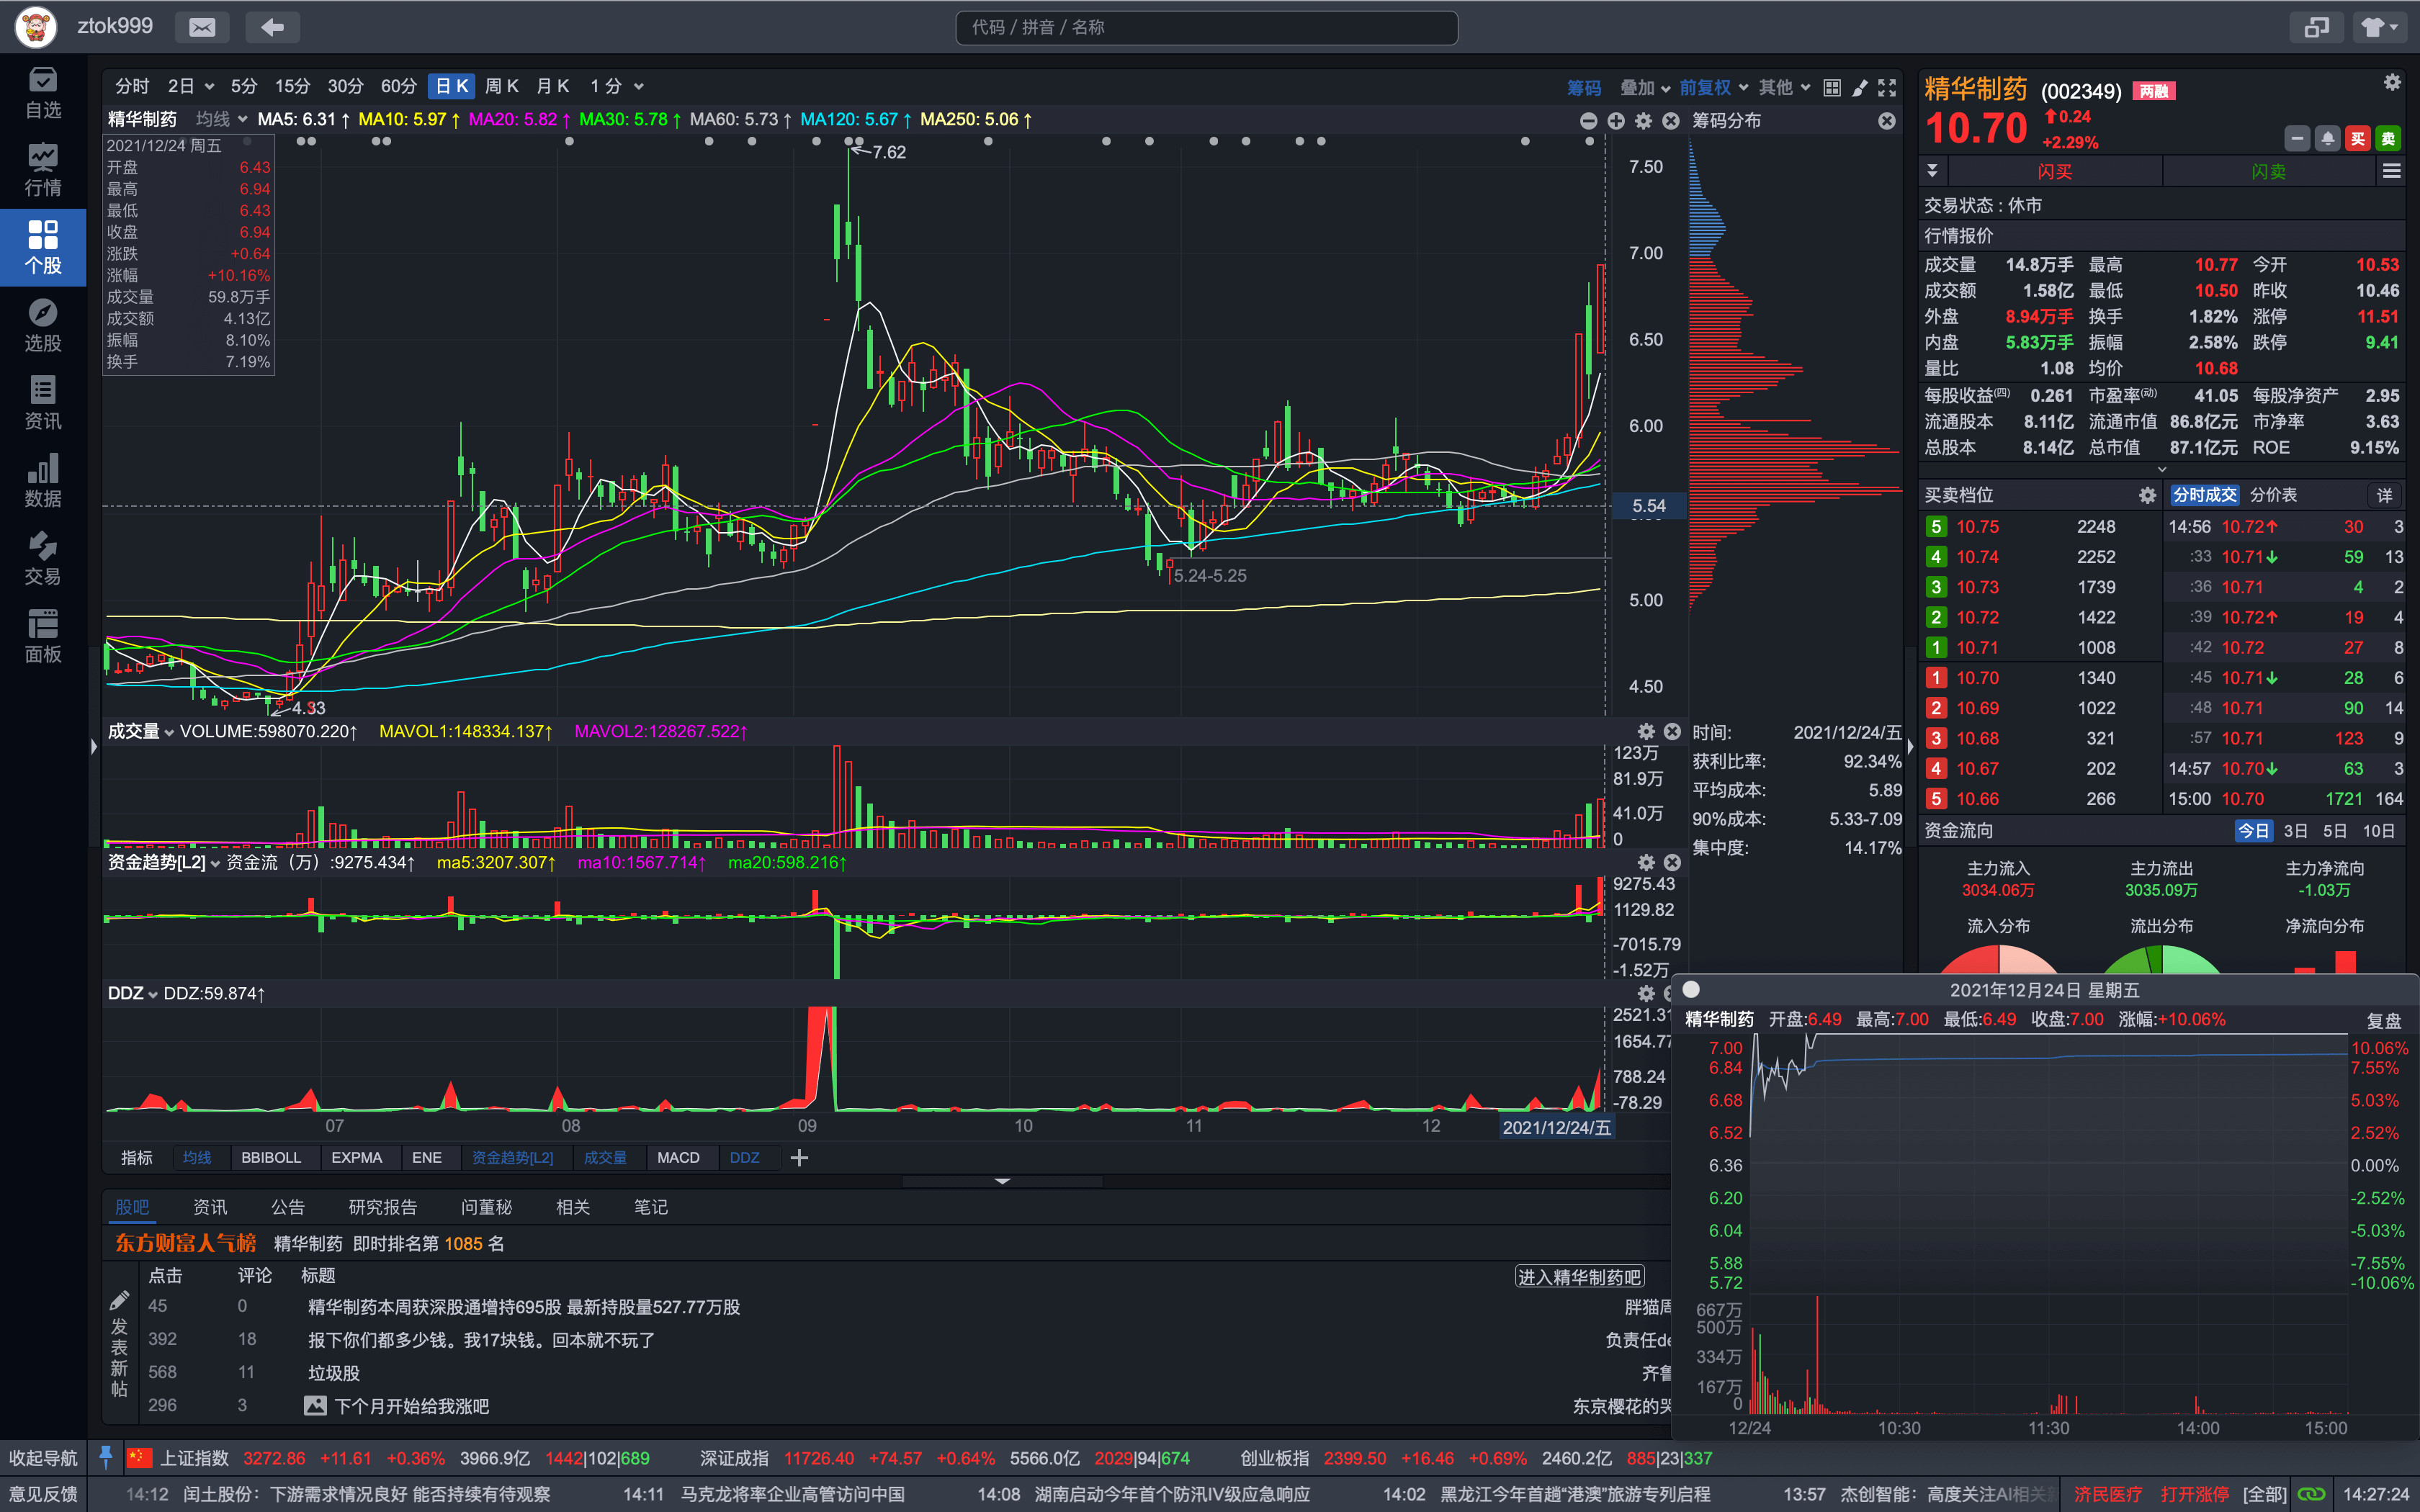 ztok999
代码 / 拼音 / 名称
自选
行情
个股
选股
资讯
数据
交易
面板
分时 2日 5分 15分 30分 60分 日K 周K 月K 1分
筹码 叠加 前复权 其他
精华制药 均线 MA5: 6.31↑ MA10: 5.97↑ MA20: 5.82↑ MA30: 5.78↑ MA60: 5.73↑ MA120: 5.67↑ MA250: 5.06↑
筹码分布
2021/12/24 周五
开盘 6.43
最高 6.94
最低 6.43
收盘 6.94
涨跌 +0.64
涨幅 +10.16%
成交量 59.8万手
成交额 4.13亿
振幅 8.10%
换手 7.19%
7.62
5.24-5.25
4.33
7.50
7.00
6.50
6.00
5.54
5.00
4.50
成交量 VOLUME:598070.220↑ MAVOL1:148334.137↑ MAVOL2:128267.522↑
123万
81.9万
41.0万
0
资金趋势[L2] 资金流（万）:9275.434↑ ma5:3207.307↑ ma10:1567.714↑ ma20:598.216↑
9275.43
1129.82
-7015.79
-1.52万
DDZ DDZ:59.874↑
2521.31
1654.77
788.24
-78.29
07 08 09 10 11 12 2021/12/24/五
指标 均线 BBIBOLL EXPMA ENE 资金趋势[L2] 成交量 MACD DDZ
时间: 2021/12/24/五
获利比率: 92.34%
平均成本: 5.89
90%成本: 5.33-7.09
集中度: 14.17%
股吧 资讯 公告 研究报告 问董秘 相关 笔记
东方财富人气榜 精华制药 即时排名第 1085 名
点击 评论 标题
进入精华制药吧
发表新帖
45 0 精华制药本周获深股通增持695股 最新持股量527.77万股 胖猫周
392 18 报下你们都多少钱。我17块钱。回本就不玩了 负责任de
568 11 垃圾股 齐鲁
296 3 下个月开始给我涨吧 东京樱花的哭
精华制药 (002349) 两融
10.70 ↑0.24
+2.29%
买 卖
闪买 闪卖
交易状态 : 休市
行情报价
成交量 14.8万手 最高 10.77 今开 10.53
成交额 1.58亿 最低 10.50 昨收 10.46
外盘 8.94万手 换手 1.82% 涨停 11.51
内盘 5.83万手 振幅 2.58% 跌停 9.41
量比 1.08 均价 10.68
每股收益(四) 0.261 市盈率(动) 41.05 每股净资产 2.95
流通股本 8.11亿 流通市值 86.8亿元 市净率 3.63
总股本 8.14亿 总市值 87.1亿元 ROE 9.15%
买卖档位 分时成交 分价表 详
5 10.75 2248
4 10.74 2252
3 10.73 1739
2 10.72 1422
1 10.71 1008
1 10.70 1340
2 10.69 1022
3 10.68 321
4 10.67 202
5 10.66 266
14:56 10.72↑ 30 3
:33 10.71↓ 59 13
:36 10.71 4 2
:39 10.72↑ 19 4
:42 10.72 27 8
:45 10.71↓ 28 6
:48 10.71 90 14
:57 10.71 123 9
14:57 10.70↓ 63 3
15:00 10.70 1721 164
资金流向 今日 3日 5日 10日
主力流入 主力流出 主力净流向
3034.06万 3035.09万 -1.03万
流入分布 流出分布 净流向分布
2021年12月24日 星期五
精华制药 开盘:6.49 最高:7.00 最低:6.49 收盘:7.00 涨幅:+10.06% 复盘
7.00 10.06%
6.84 7.55%
6.68 5.03%
6.52 2.52%
6.36 0.00%
6.20 -2.52%
6.04 -5.03%
5.88 -7.55%
5.72 -10.06%
667万
500万
334万
167万
0
12/24 10:30 11:30 14:00 15:00
收起导航 上证指数 3272.86 +11.61 +0.36% 3966.9亿 1442|102|689 深证成指 11726.40 +74.57 +0.64% 5566.0亿 2029|94|674 创业板指 2399.50 +16.46 +0.69% 2460.2亿 885|23|337
意见反馈 14:12 闰土股份：下游需求情况良好 能否持续有待观察 14:11 马克龙将率企业高管访问中国 14:08 湖南启动今年首个防汛IV级应急响应 14:02 黑龙江今年首趟“港澳”旅游专列启程 13:57 杰创智能：高度关注AI相关 济民医疗 打开涨停 [全部] 14:27:24